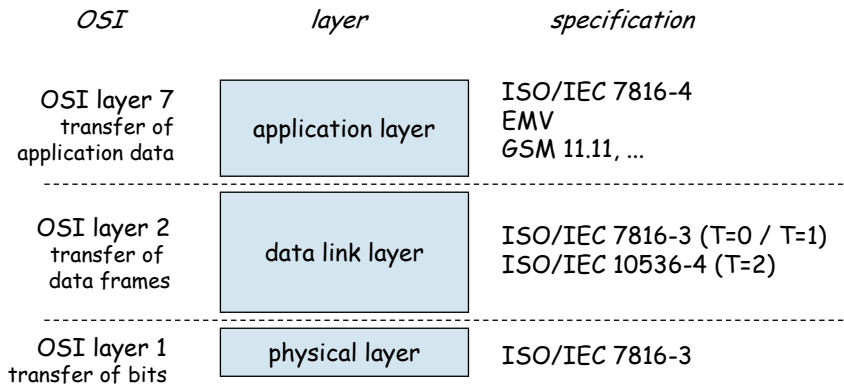 OSI layer specification
OSI layer 7
transfer of
application data
application layer
ISO/IEC 7816-4
EMV
GSM 11.11, ...
OSI layer 2
transfer of
data frames
data link layer
ISO/IEC 7816-3 (T=0 / T=1)
ISO/IEC 10536-4 (T=2)
OSI layer 1
transfer of bits
physical layer
ISO/IEC 7816-3